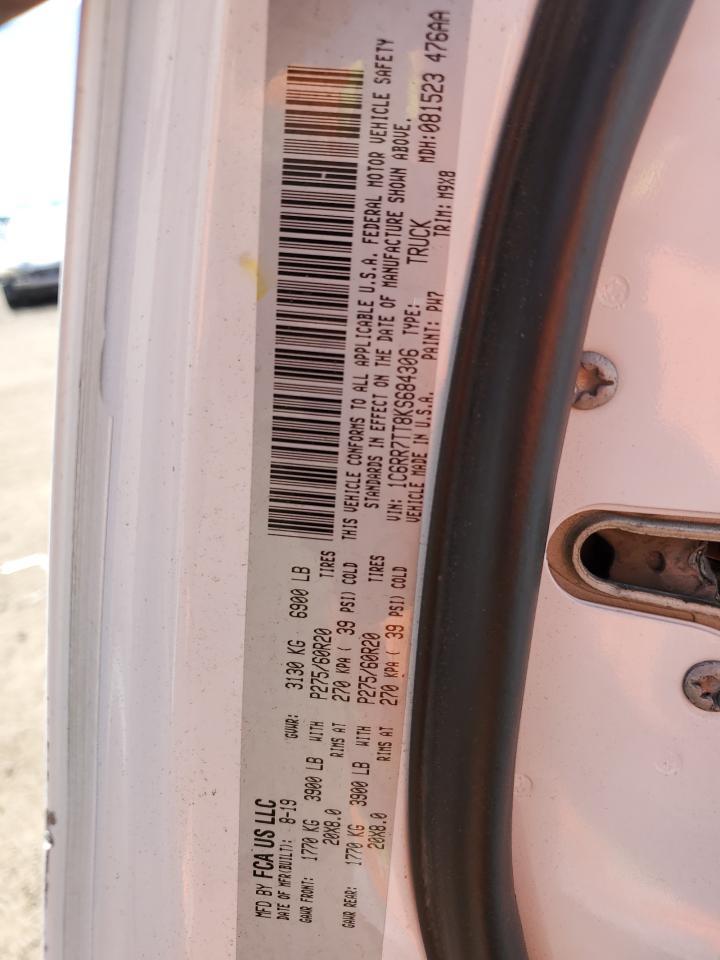 MFD BY FCA US LLC
DATE OF MFR(BUILT): 8-19 GVWR: 3130 KG 6900 LB
GAWR FRONT: 1770 KG 3900 LB WITH P275/60R20 TIRES
20X8.0 RIMS AT 270 KPA ( 39 PSI) COLD
GAWR REAR: 1770 KG 3900 LB WITH P275/60R20 TIRES
20X8.0 RIMS AT 270 KPA ( 39 PSI) COLD
THIS VEHICLE CONFORMS TO ALL APPLICABLE U.S.A. FEDERAL MOTOR VEHICLE SAFETY
STANDARDS IN EFFECT ON THE DATE OF MANUFACTURE SHOWN ABOVE.
VIN: 1C6RR7TT8KS684306 TYPE: TRUCK MDH:081523 476AA
VEHICLE MADE IN U.S.A. PAINT: PW7 TRIM: M9X8